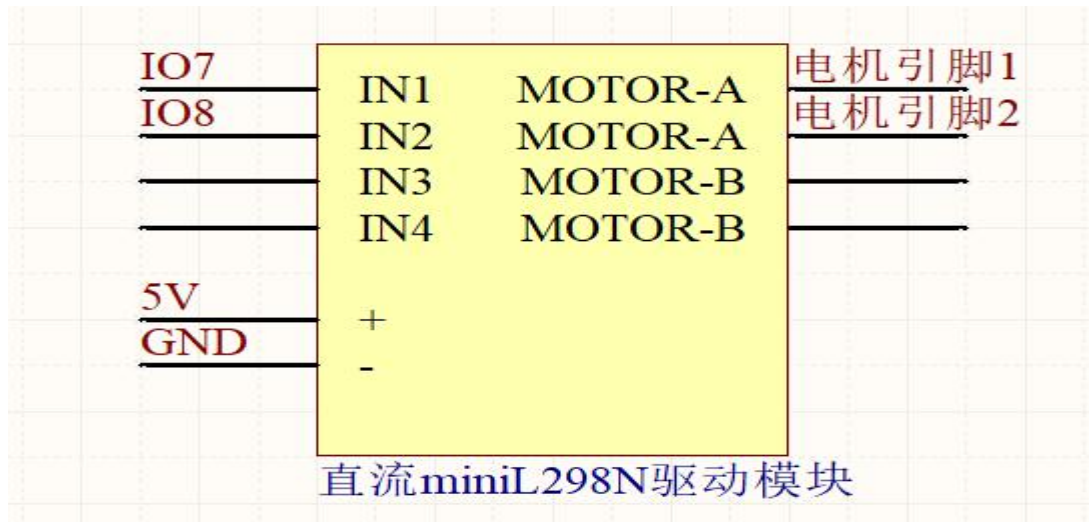 IO7
IN1 MOTOR-A 电机引脚1
IO8
IN2 MOTOR-A 电机引脚2
IN3 MOTOR-B
IN4 MOTOR-B
5V
+
GND
-
直流miniL298N驱动模块